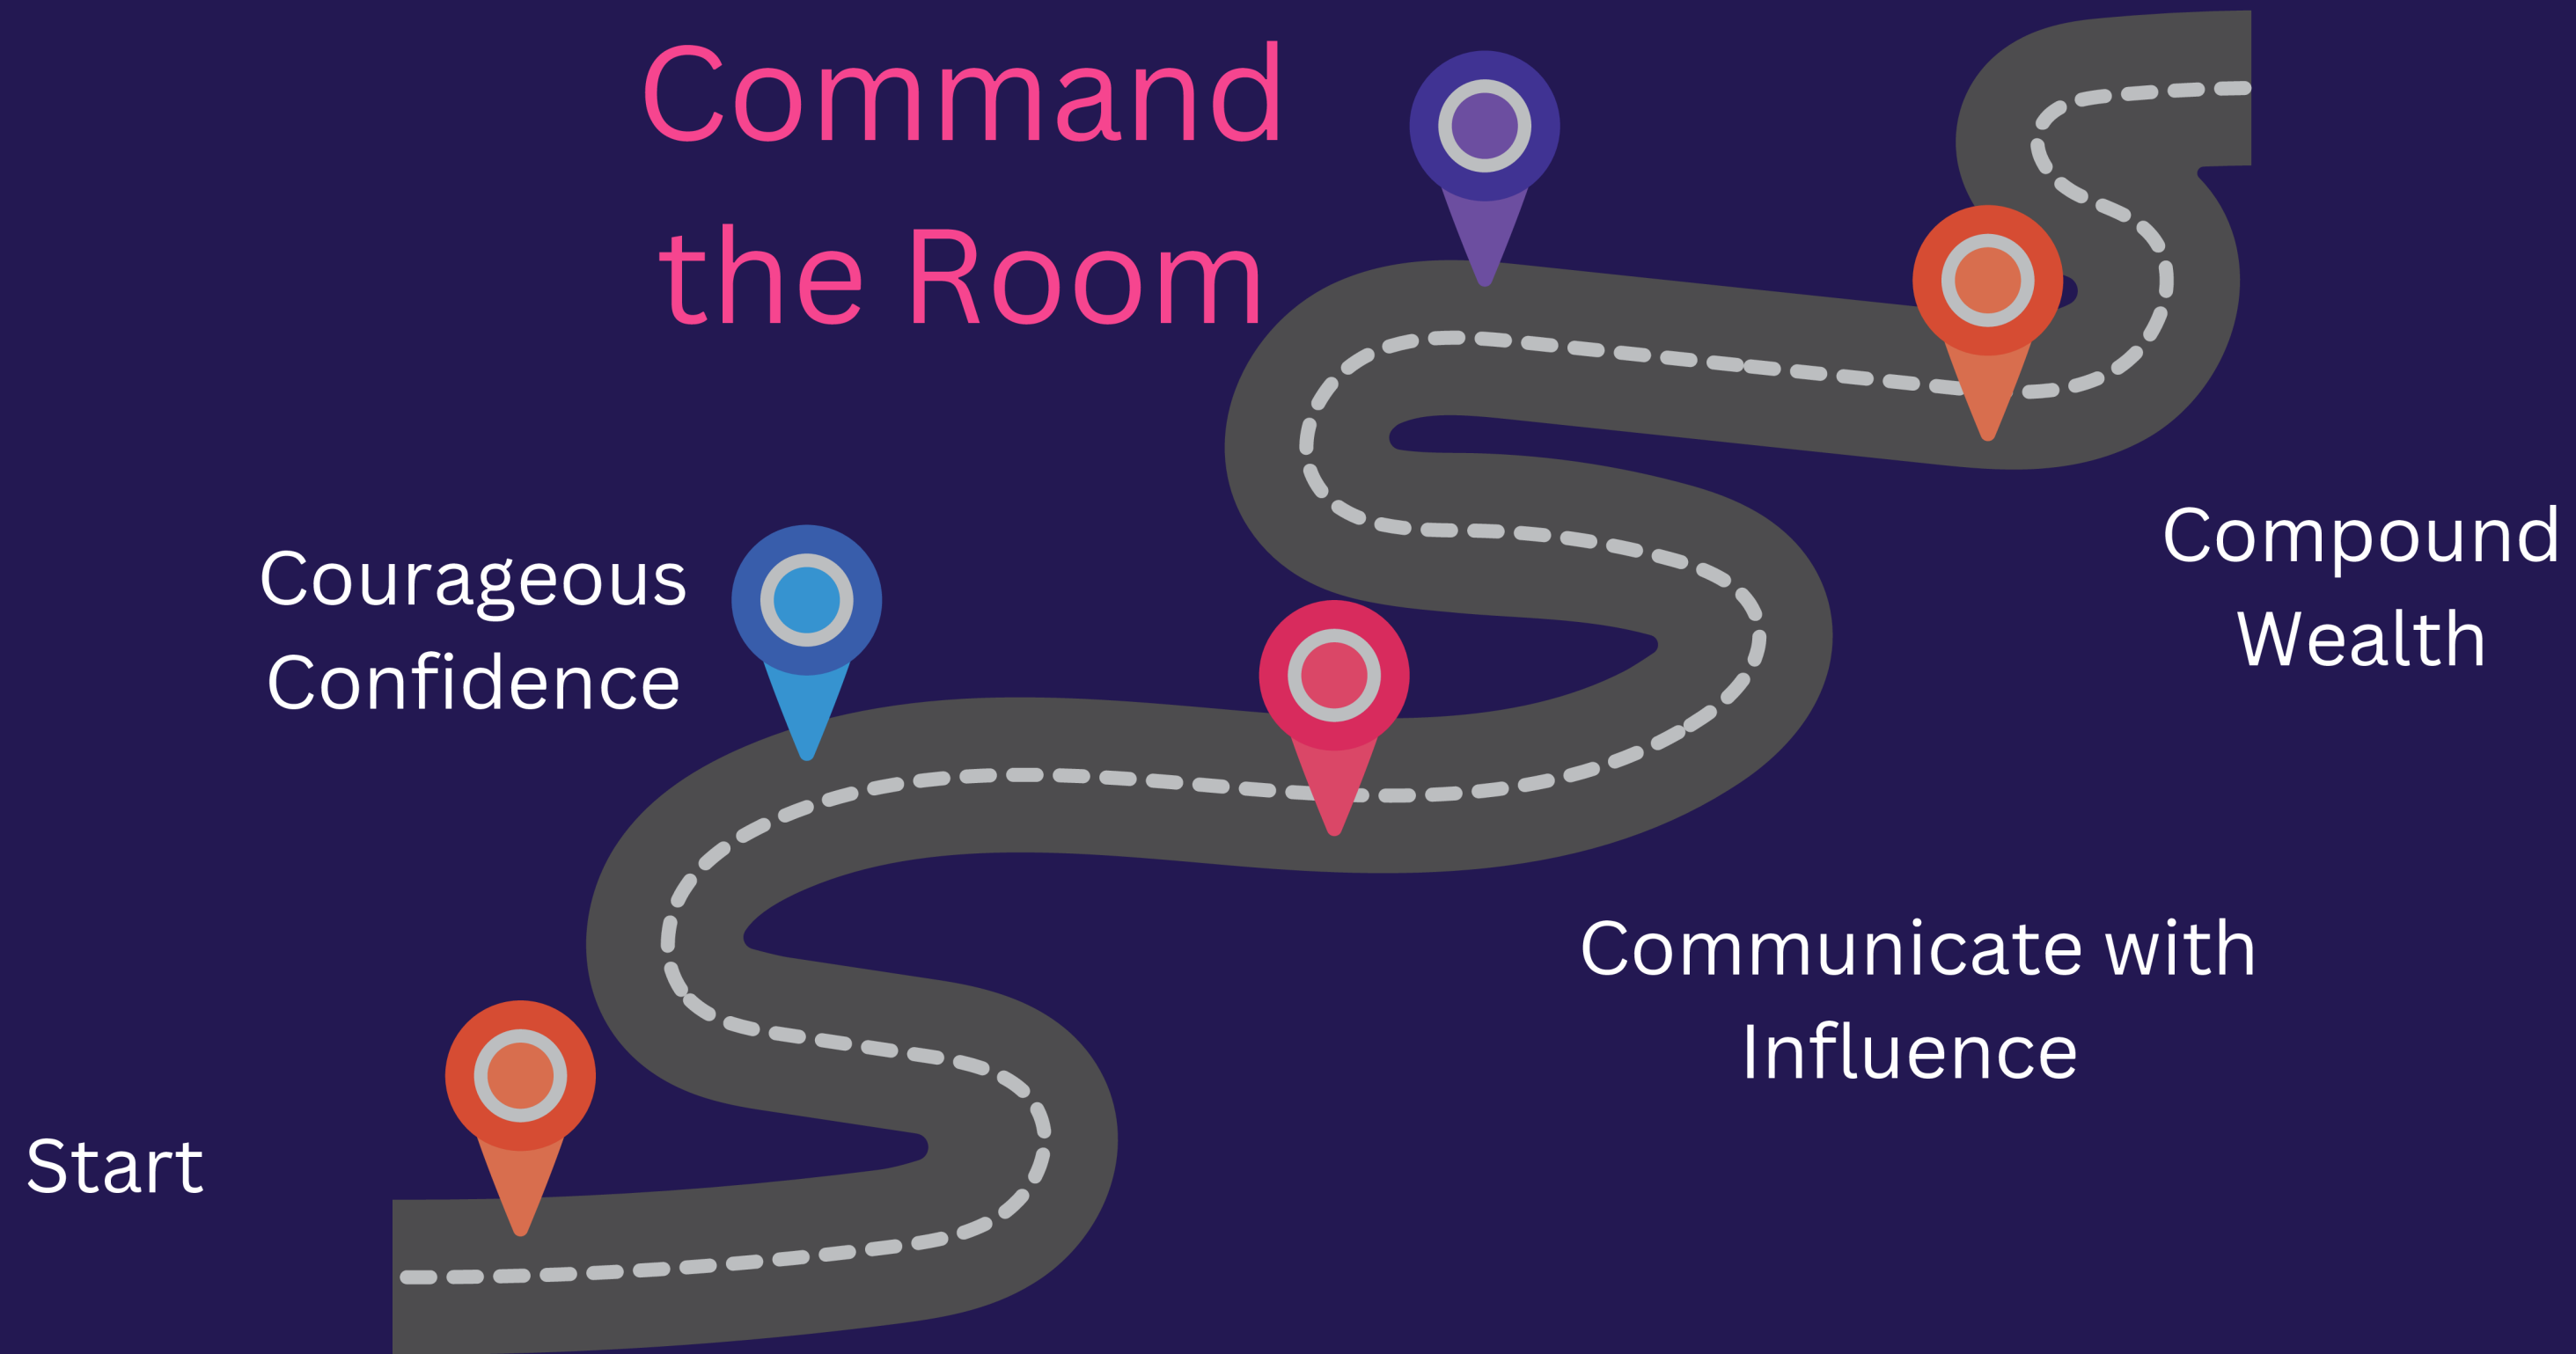 Command
the Room
Courageous
Confidence
Compound
Wealth
Communicate with
Influence
Start